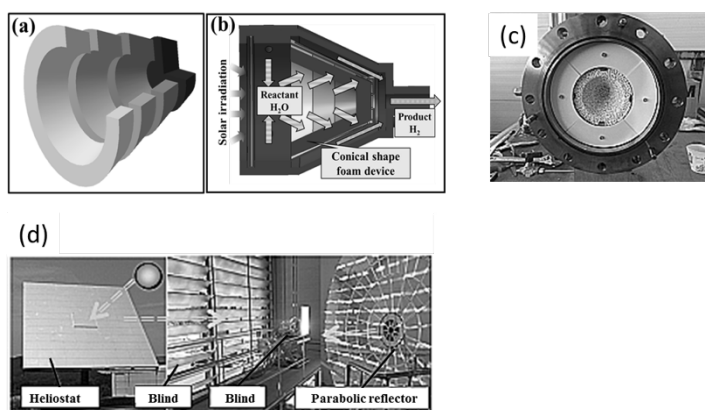 (a)
(b)
(c)
Solar irradiation
Reactant
H₂O
Product
H₂
Conical shape
foam device
(d)
Heliostat
Blind
Blind
Parabolic reflector